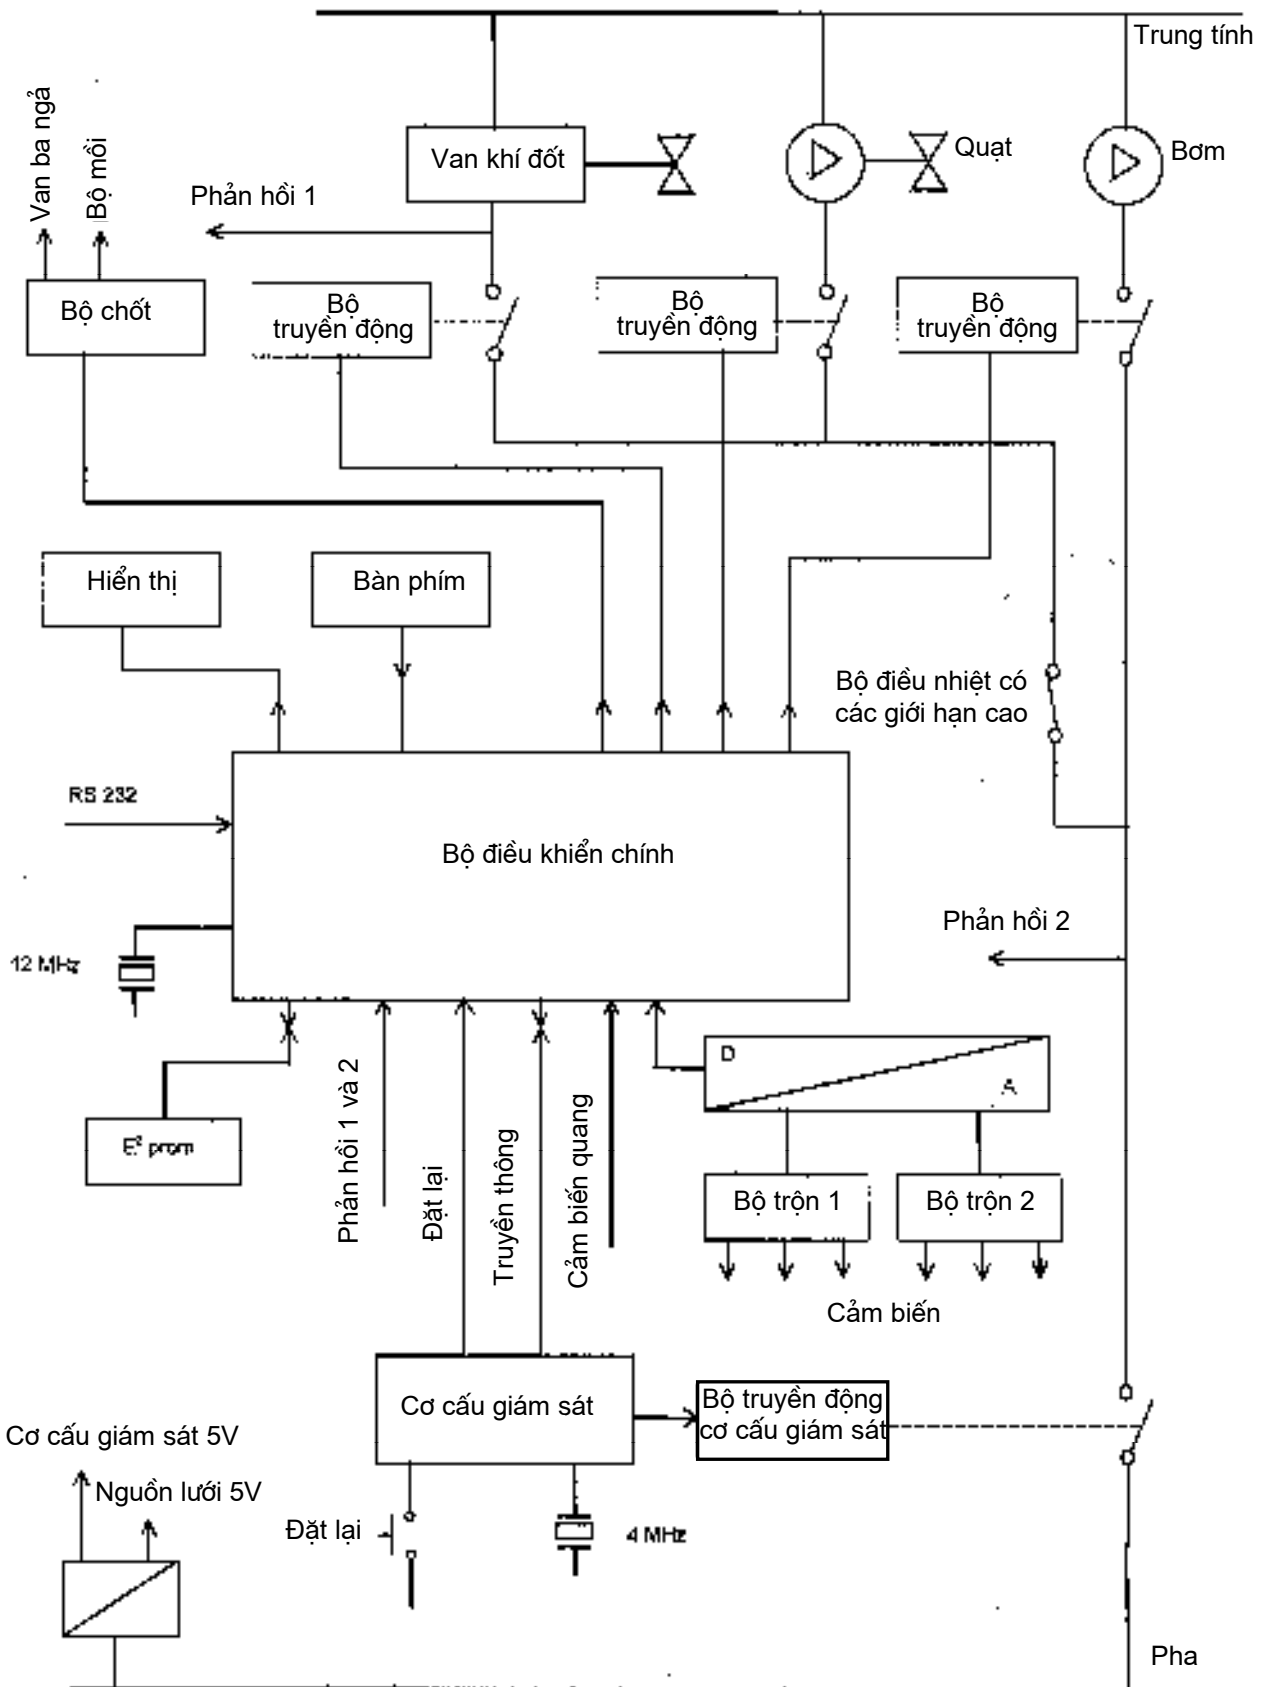 Trung tính
Van ba ngả
Bộ mồi
Van khí đốt
Quạt
Bơm
Phản hồi 1
Bộ chốt
Bộ
truyền động
Bộ
truyền động
Bộ
truyền động
Hiển thị
Bàn phím
Bộ điều nhiệt có
các giới hạn cao
RS 232
Bộ điều khiển chính
Phản hồi 2
12 MHz
D
A
E² prom
Phản hồi 1 và 2
Đặt lại
Truyền thông
Cảm biến quang
Bộ trộn 1
Bộ trộn 2
Cảm biến
Cơ cấu giám sát
Bộ truyền động
cơ cấu giám sát
Cơ cấu giám sát 5V
Nguồn lưới 5V
Đặt lại
4 MHz
Pha